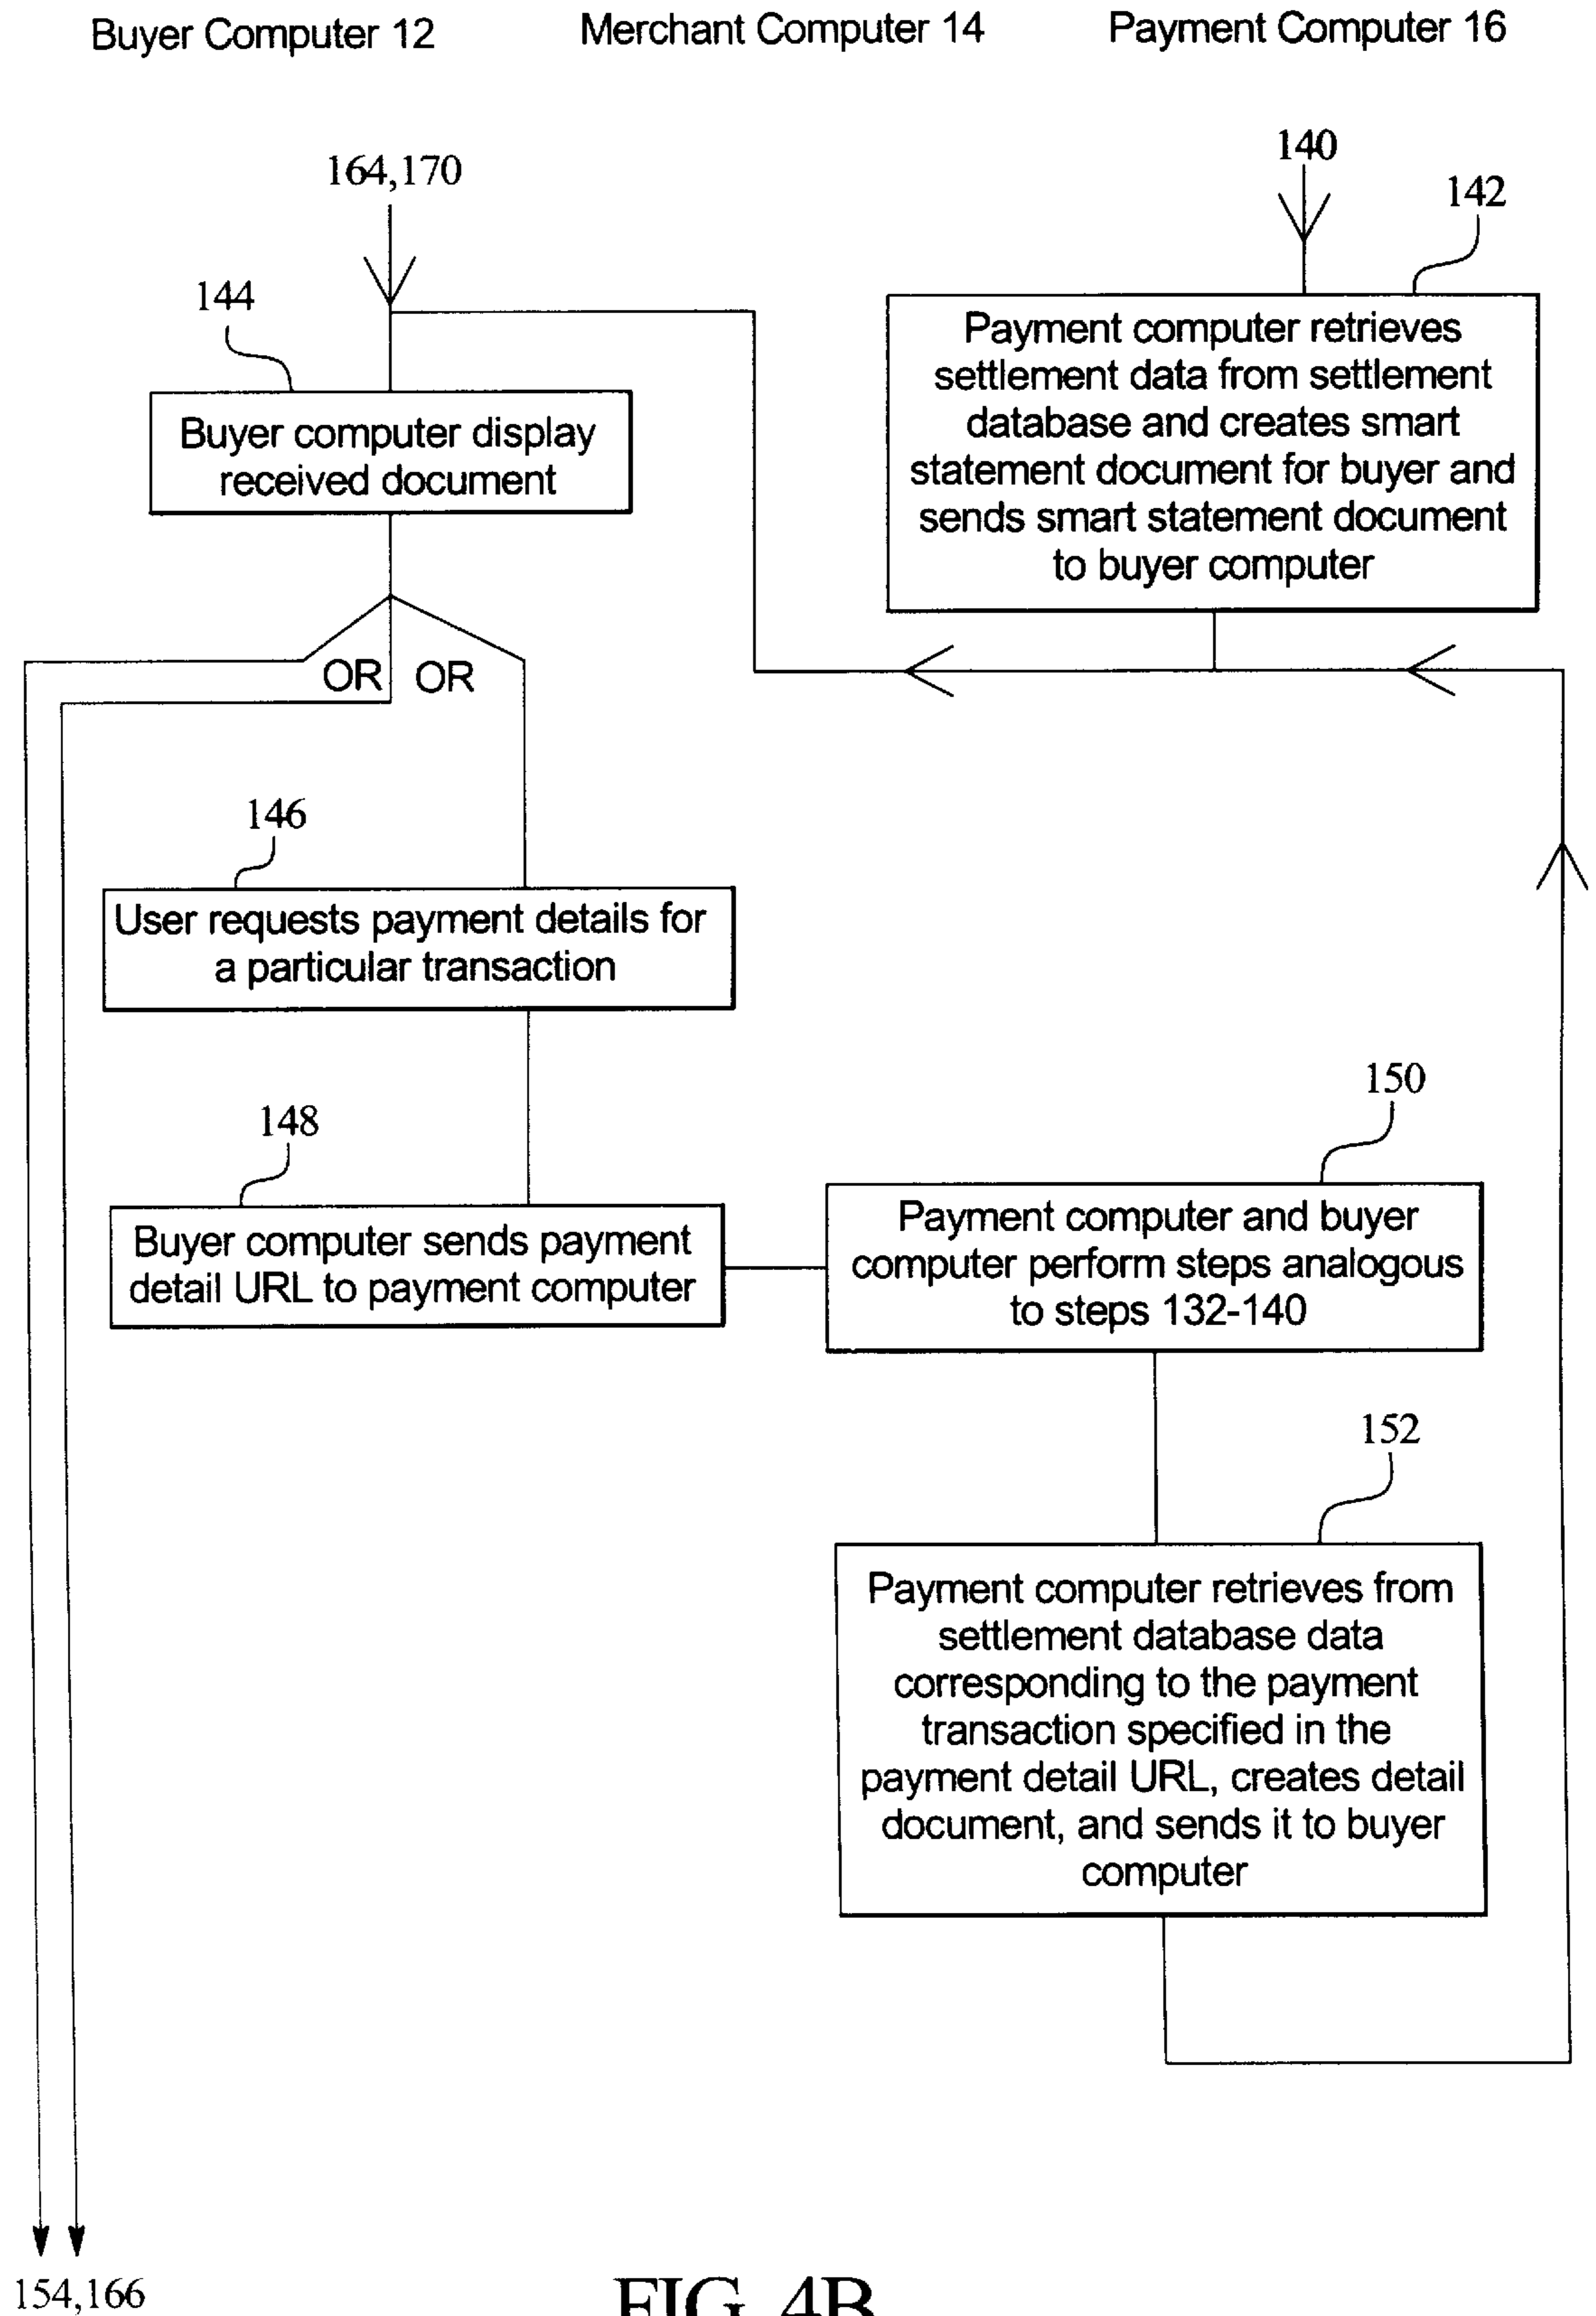 Buyer Computer 12
Merchant Computer 14
Payment Computer 16
164,170
140
142
144
Payment computer retrieves
settlement data from settlement
database and creates smart
statement document for buyer and
sends smart statement document
to buyer computer
Buyer computer display
received document
OR
OR
146
User requests payment details for
a particular transaction
148
Buyer computer sends payment
detail URL to payment computer
150
Payment computer and buyer
computer perform steps analogous
to steps 132-140
152
Payment computer retrieves from
settlement database data
corresponding to the payment
transaction specified in the
payment detail URL, creates detail
document, and sends it to buyer
computer
154,166
FIG. 4B